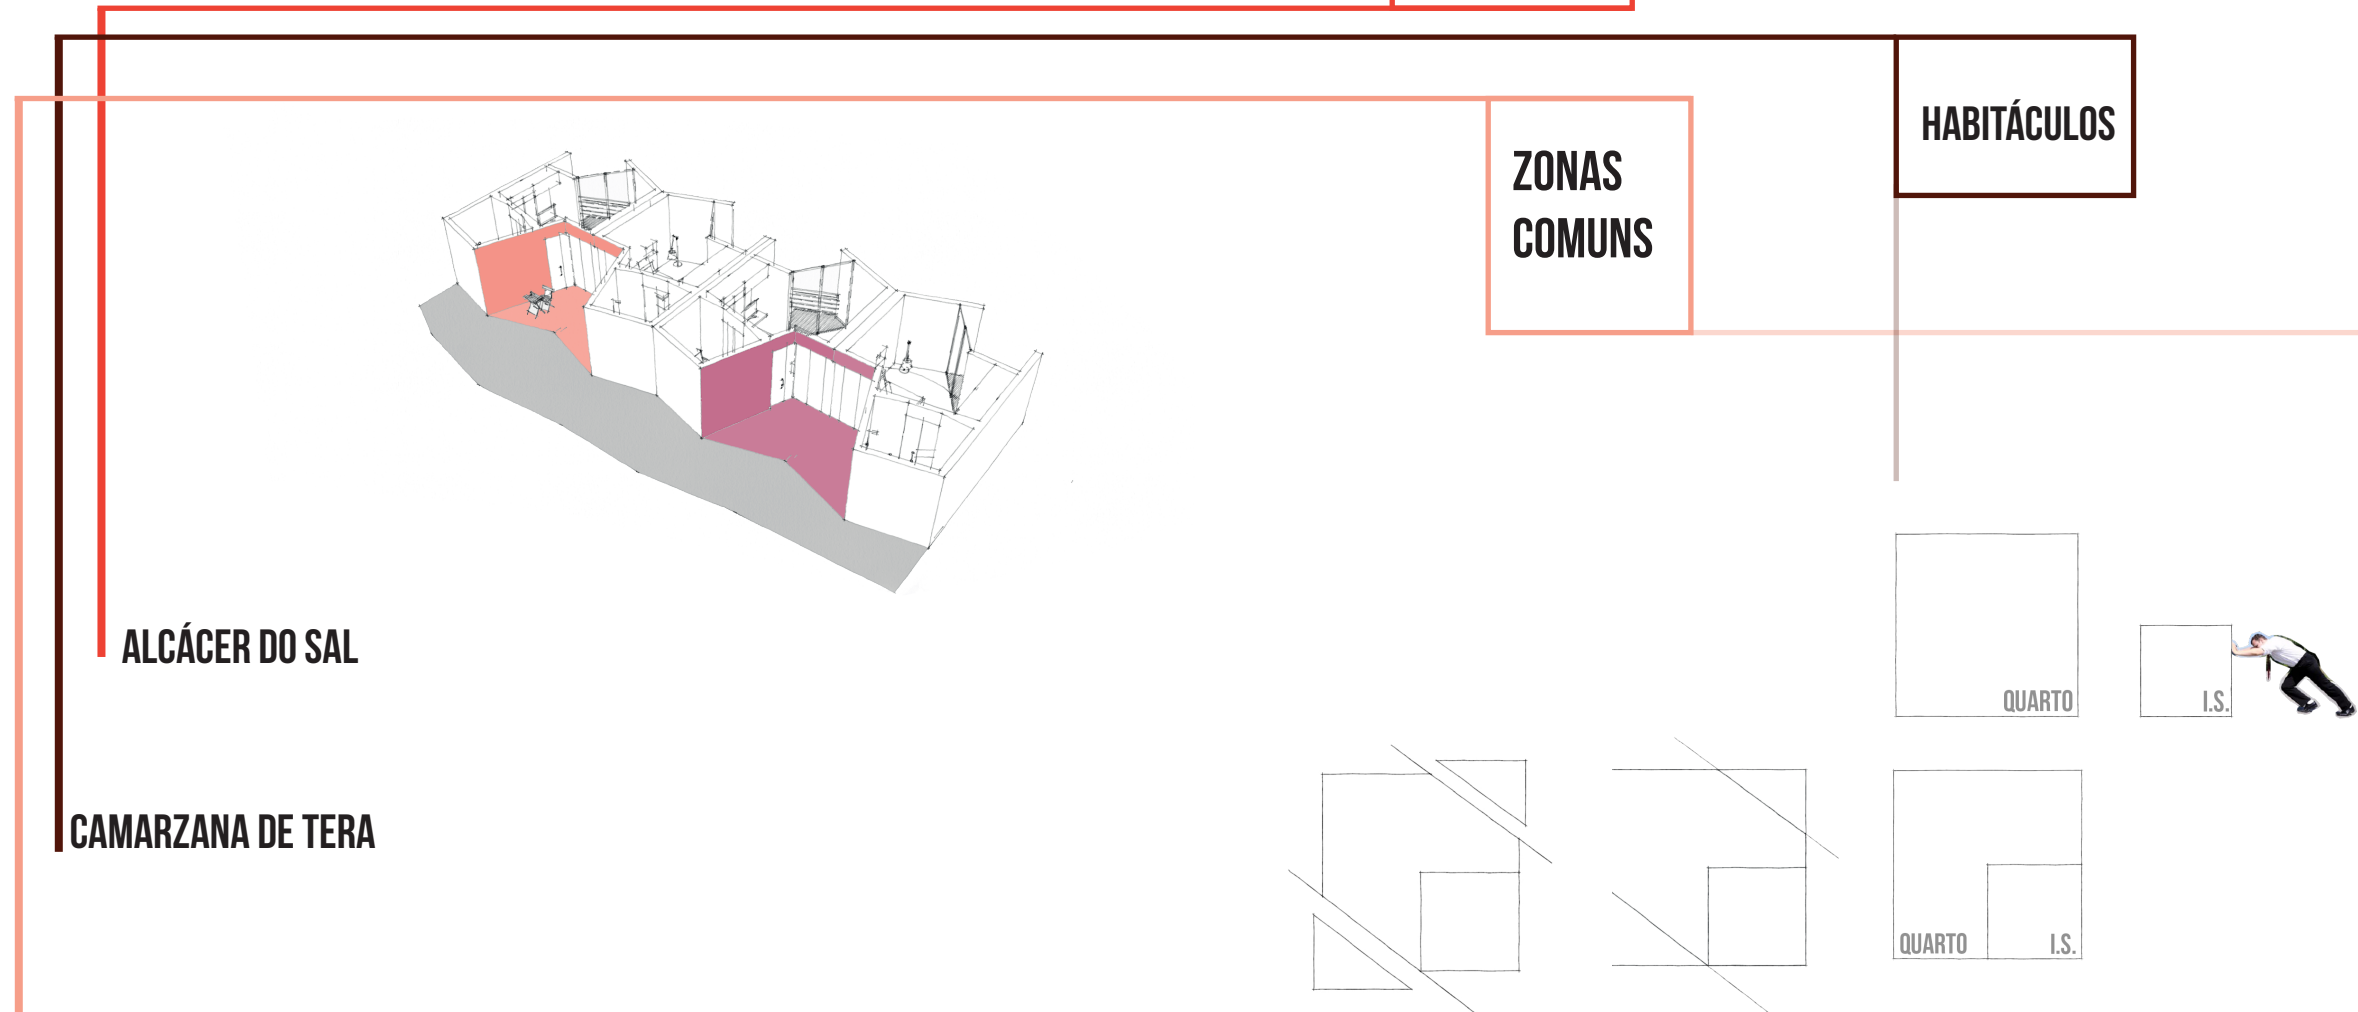 HABITÁCULOS
ZONAS
COMUNS
ALCÁCER DO SAL
QUARTO
I.S.
CAMARZANA DE TERA
QUARTO
I.S.